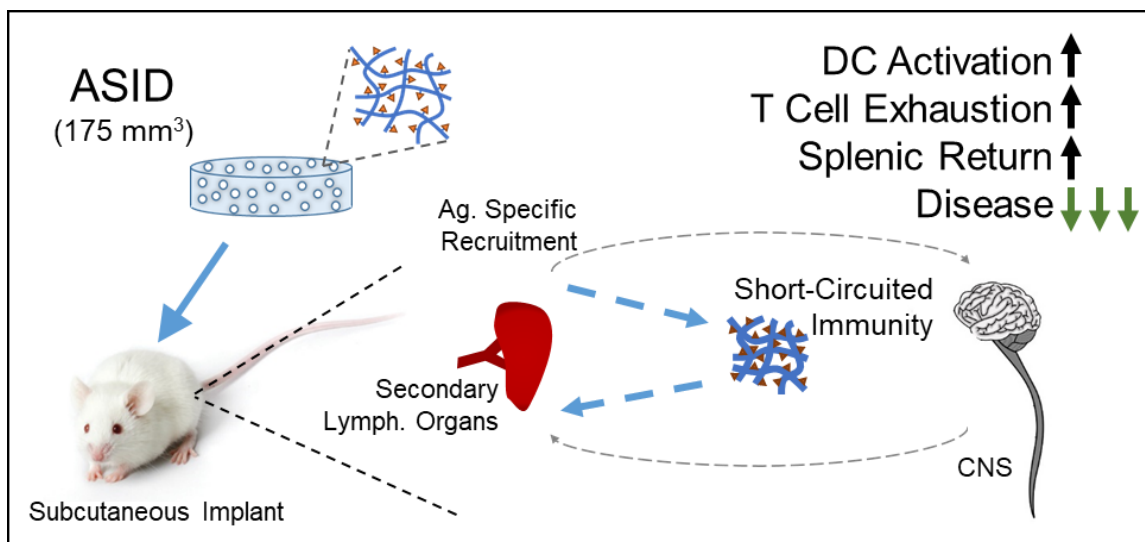 ASID
(175 mm³)
DC Activation
T Cell Exhaustion
Splenic Return
Disease
Ag. Specific
Recruitment
Short-Circuited
Immunity
Secondary
Lymph. Organs
CNS
Subcutaneous Implant